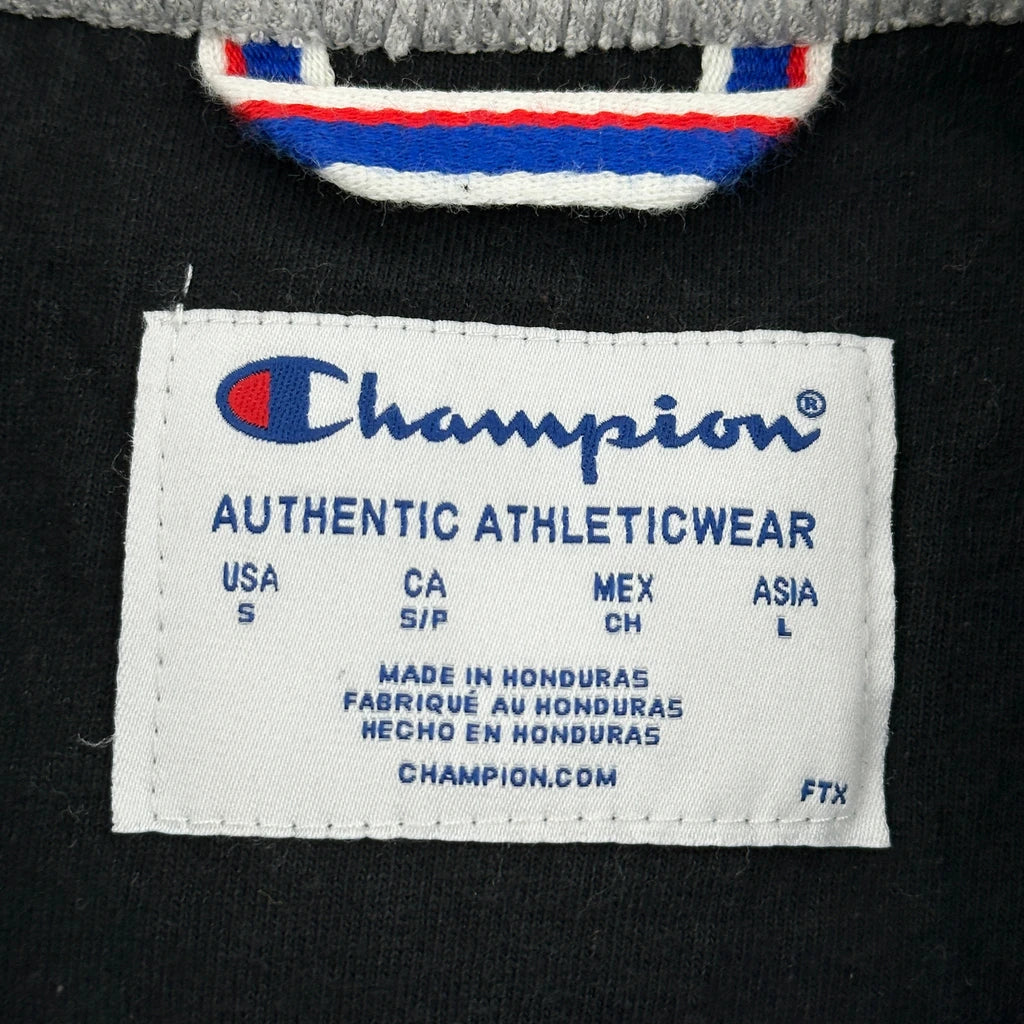 Champion®
AUTHENTIC ATHLETICWEAR
USA CA MEX ASIA
S S/P CH L
MADE IN HONDURAS
FABRIQUÉ AU HONDURAS
HECHO EN HONDURAS
CHAMPION.COM
FTX